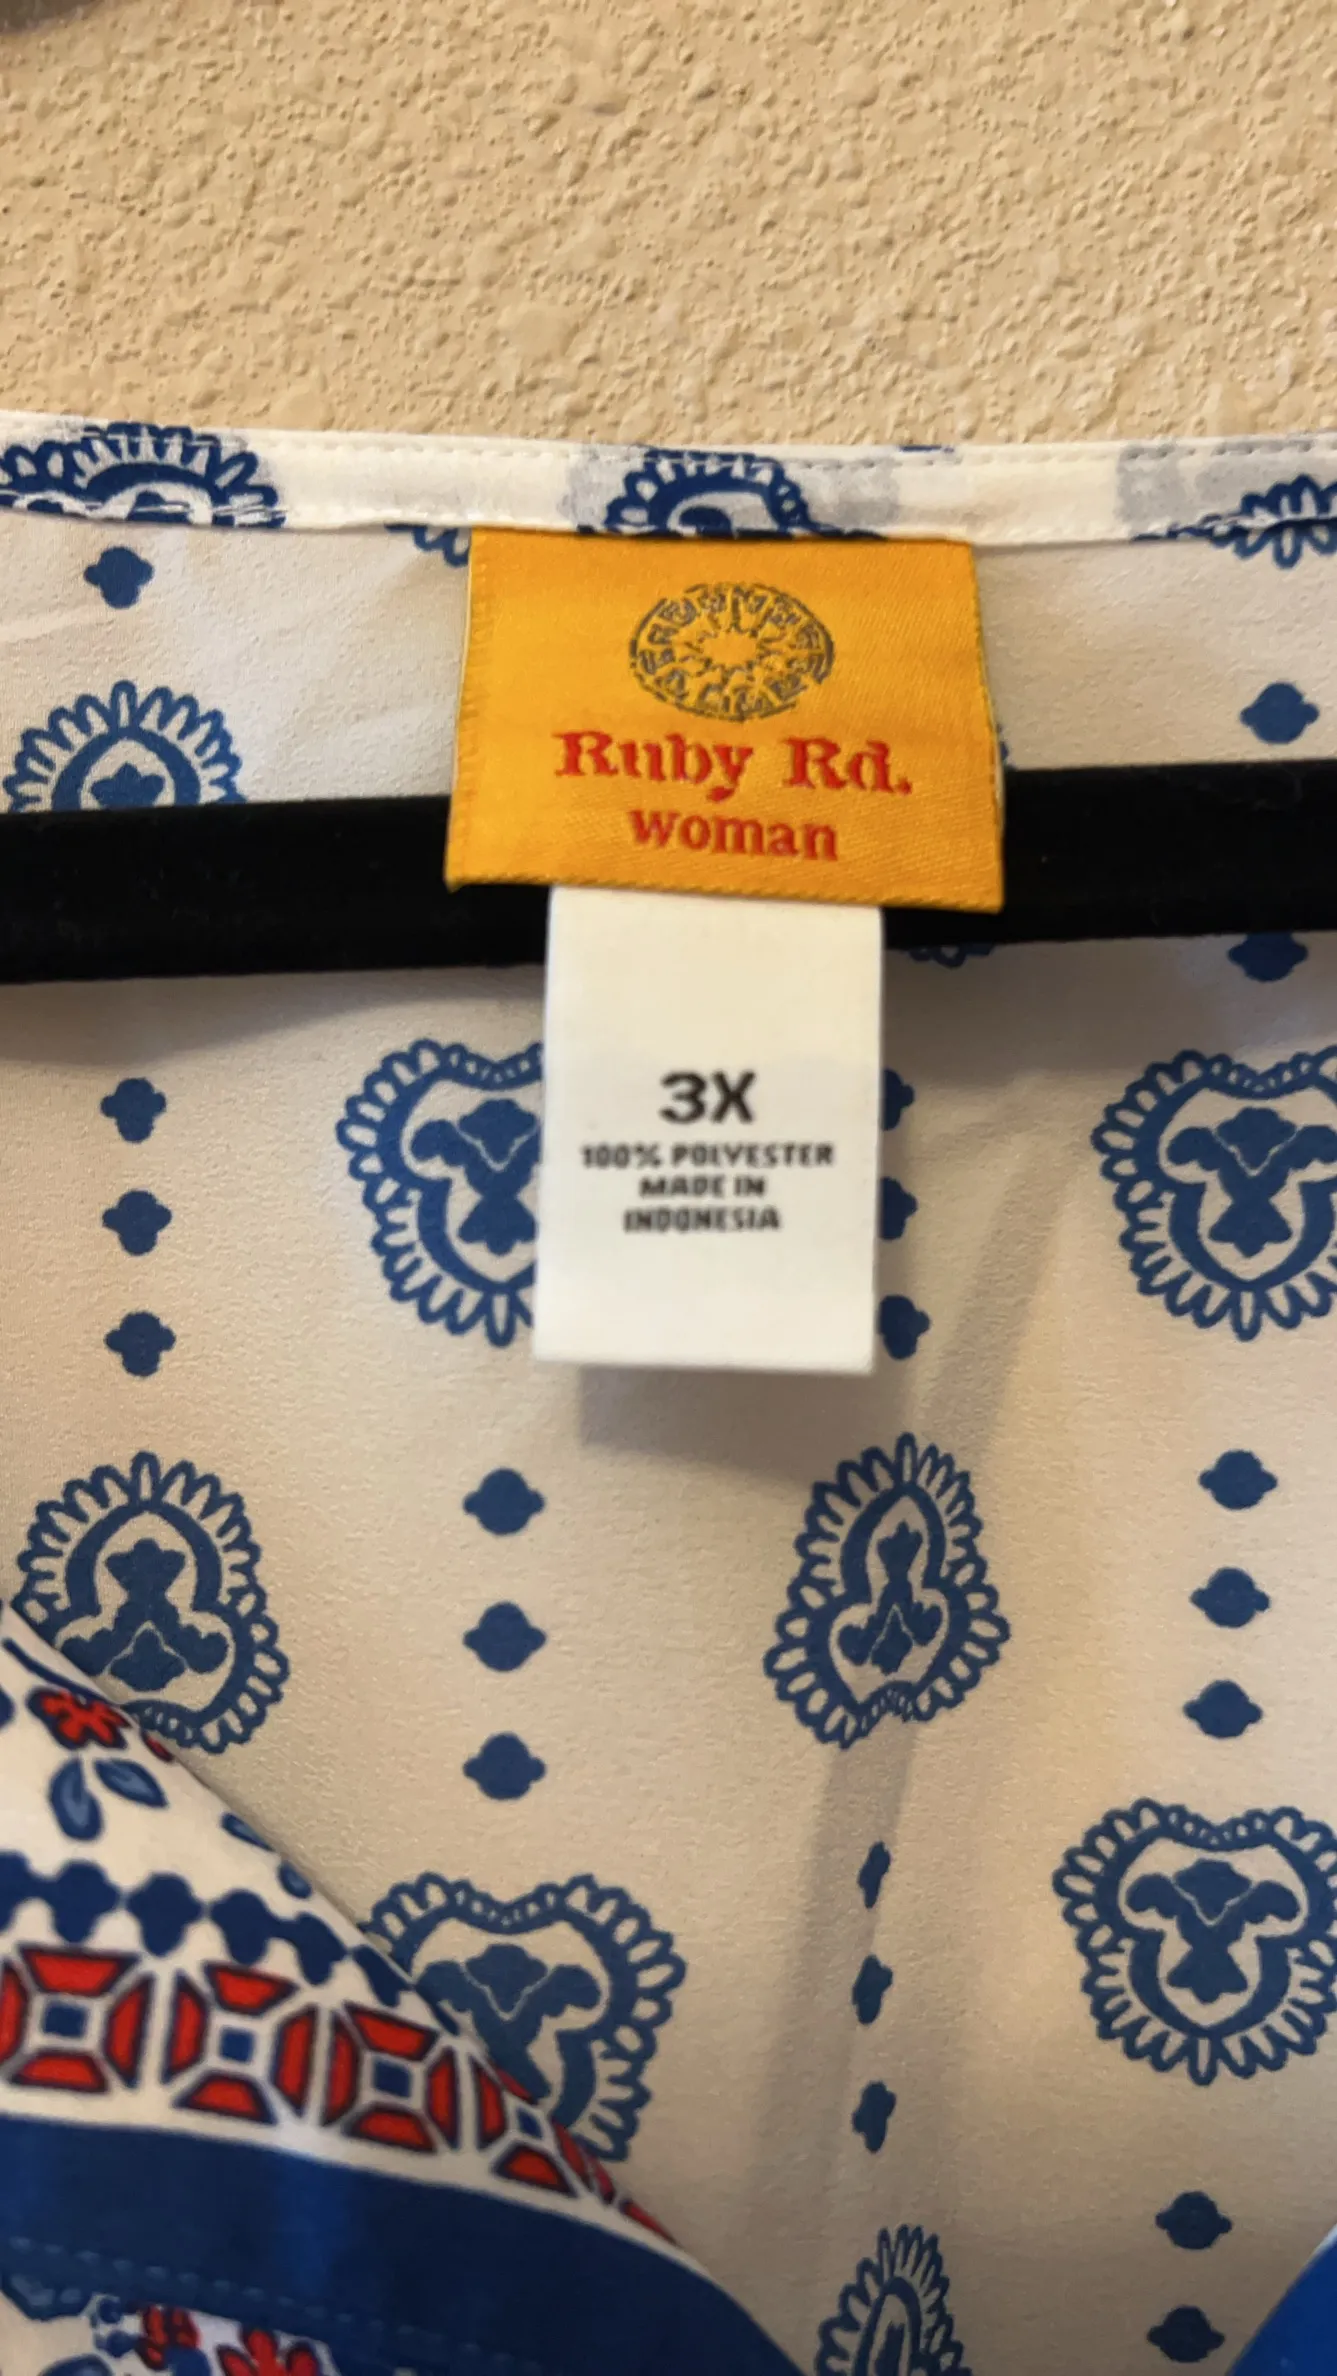 Ruby Rd.
woman
3X
100% POLYESTER
MADE IN
INDONESIA